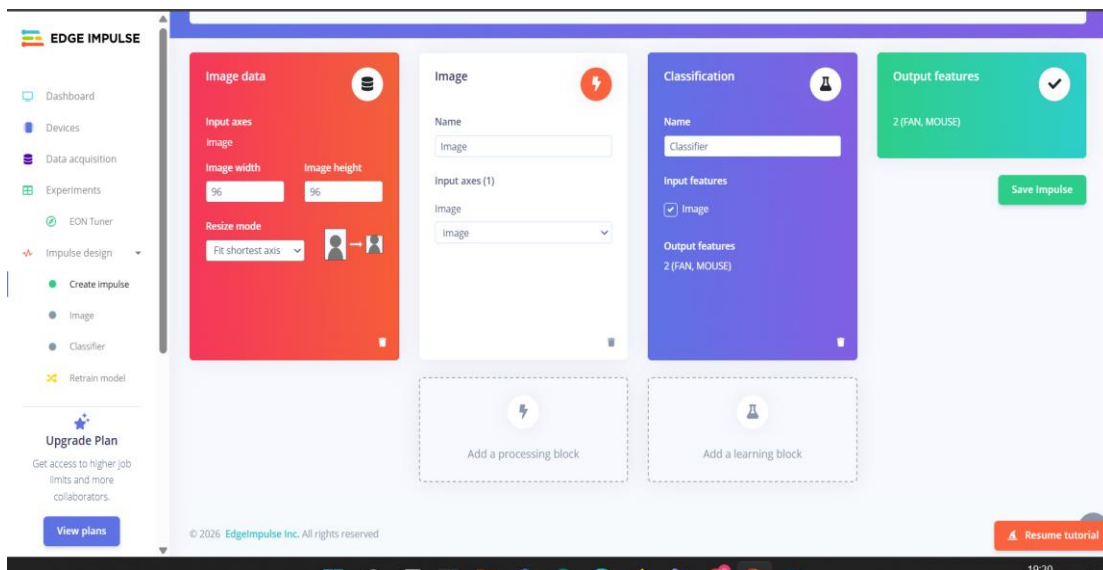 EDGE IMPULSE
Dashboard
Devices
Data acquisition
Experiments
EON Tuner
Impulse design
Create impulse
Image
Classifier
Retrain model
Upgrade Plan
Get access to higher job
limits and more
collaborators.
View plans
Image data
Input axes
image
Image width
Image height
96
96
Resize mode
Fit shortest axis
Image
Name
Image
Input axes (1)
Image
image
Classification
Name
Classifier
Input features
Image
Output features
2 (FAN, MOUSE)
Output features
2 (FAN, MOUSE)
Save Impulse
Add a processing block
Add a learning block
© 2026 EdgeImpulse Inc. All rights reserved
Resume tutorial
19:20